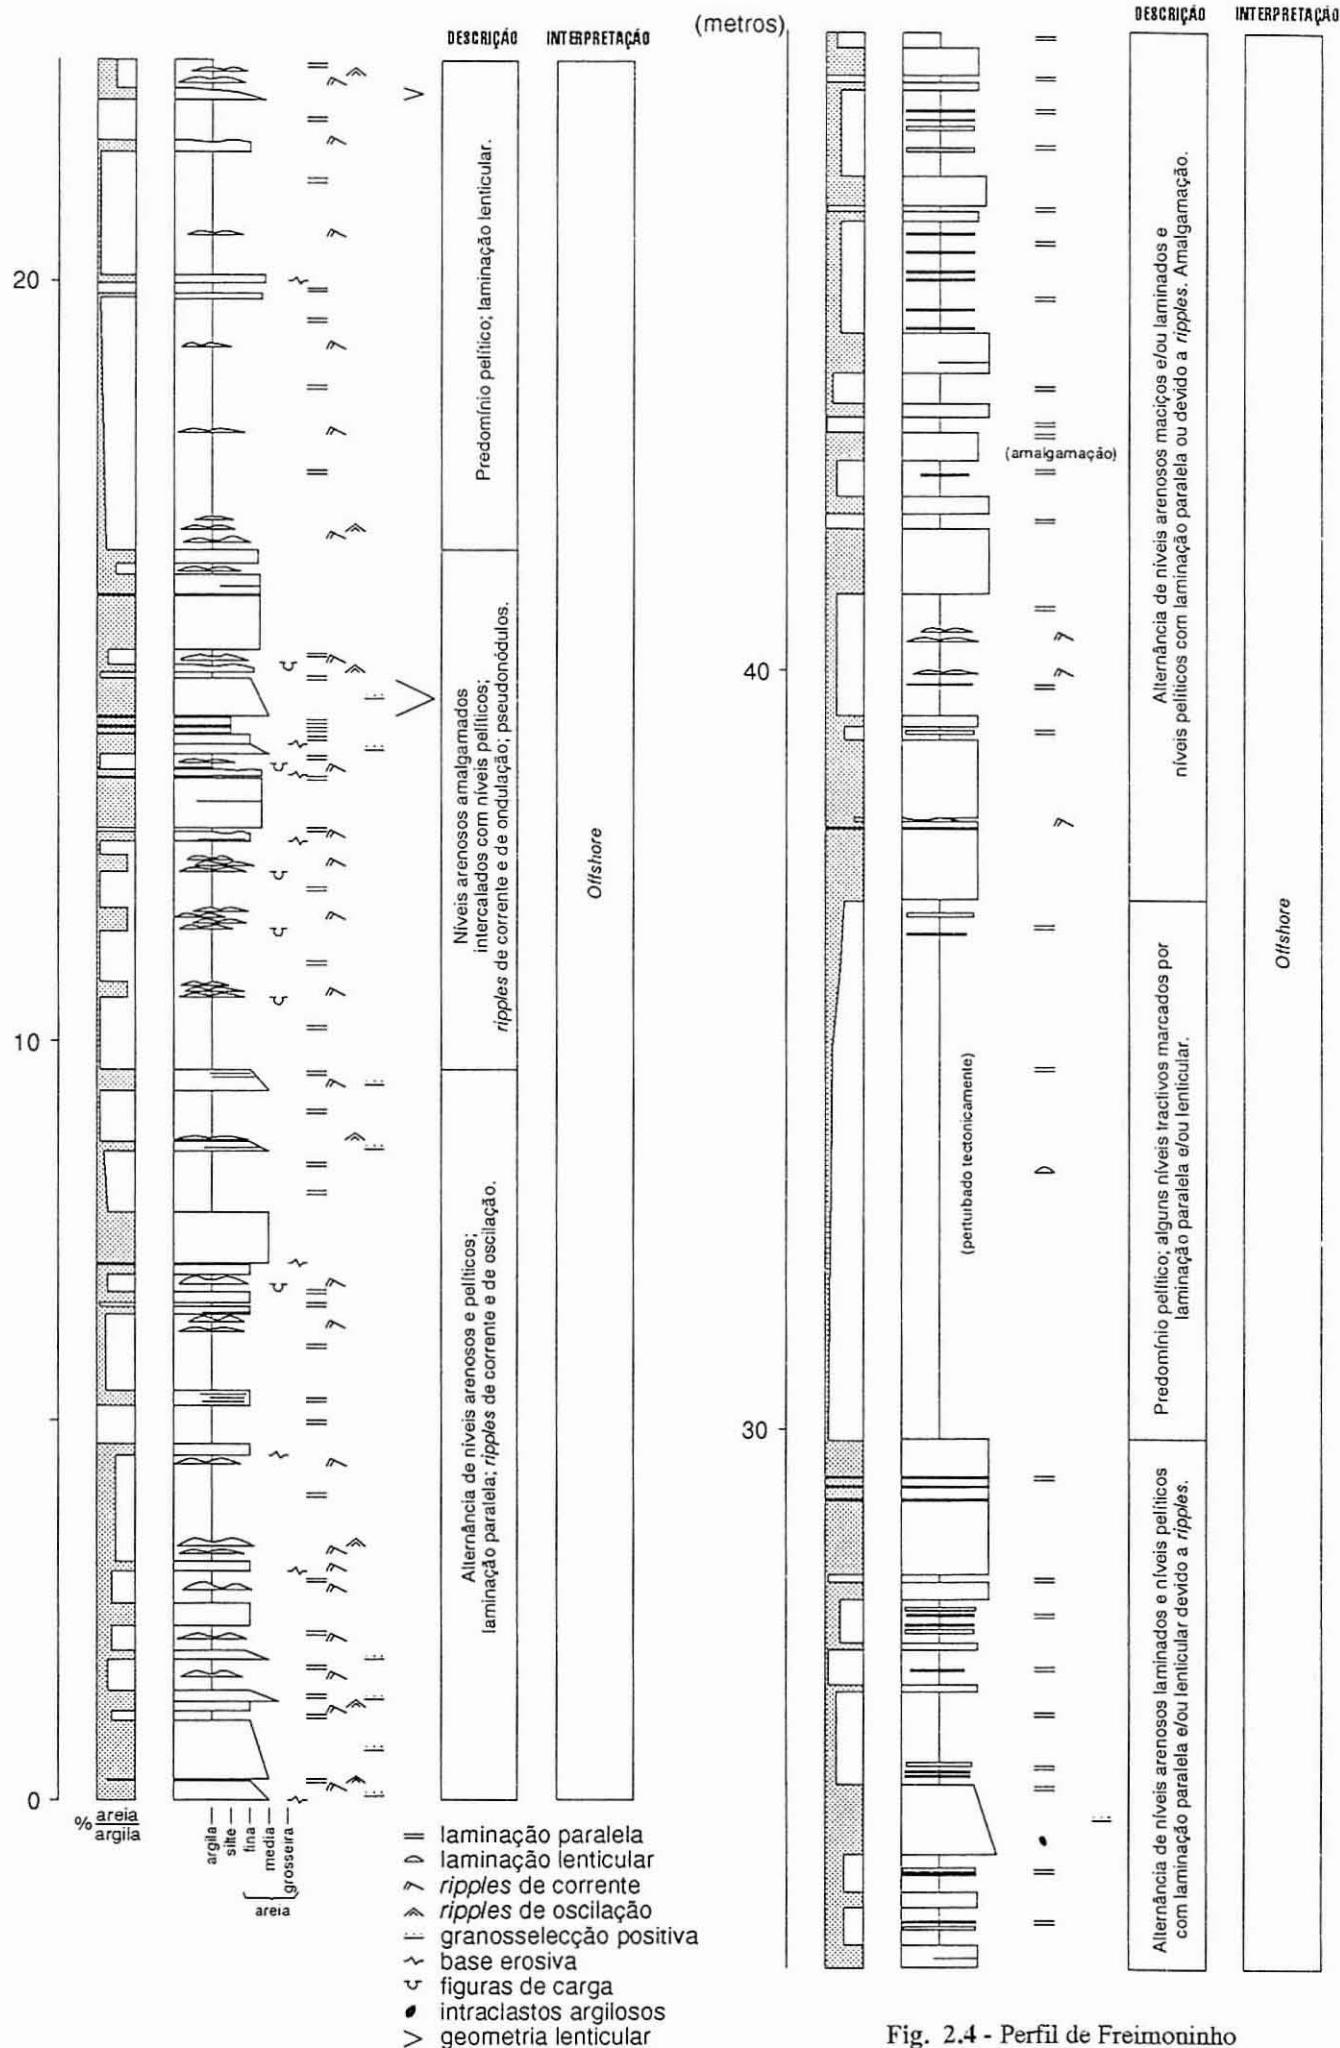 DESCRIÇÃO
INTERPRETAÇÃO
20
10
0
Predomínio pelítico; laminação lenticular.
Níveis arenosos amalgamados
intercalados com níveis pelíticos;
ripples de corrente e de ondulação; pseudonódulos.
Alternância de níveis arenosos e pelíticos;
laminação paralela; ripples de corrente e de oscilação.
Offshore
% areia
argila
argila
silte
fina
media
grosseira
areia
laminação paralela
laminação lenticular
ripples de corrente
ripples de oscilação
granosselecção positiva
base erosiva
figuras de carga
intraclastos argilosos
geometria lenticular
(metros)
DESCRIÇÃO
INTERPRETAÇÃO
40
30
(amalgamação)
(perturbado tectonicamente)
Alternância de níveis arenosos maciços e/ou laminados e
níveis pelíticos com laminação paralela ou devido a ripples. Amalgamação.
Predomínio pelítico; alguns níveis tractivos marcados por
laminação paralela e/ou lenticular.
Alternância de níveis arenosos laminados e níveis pelíticos
com laminação paralela e/ou lenticular devido a ripples.
Offshore
Fig. 2.4 - Perfil de Freimoninho